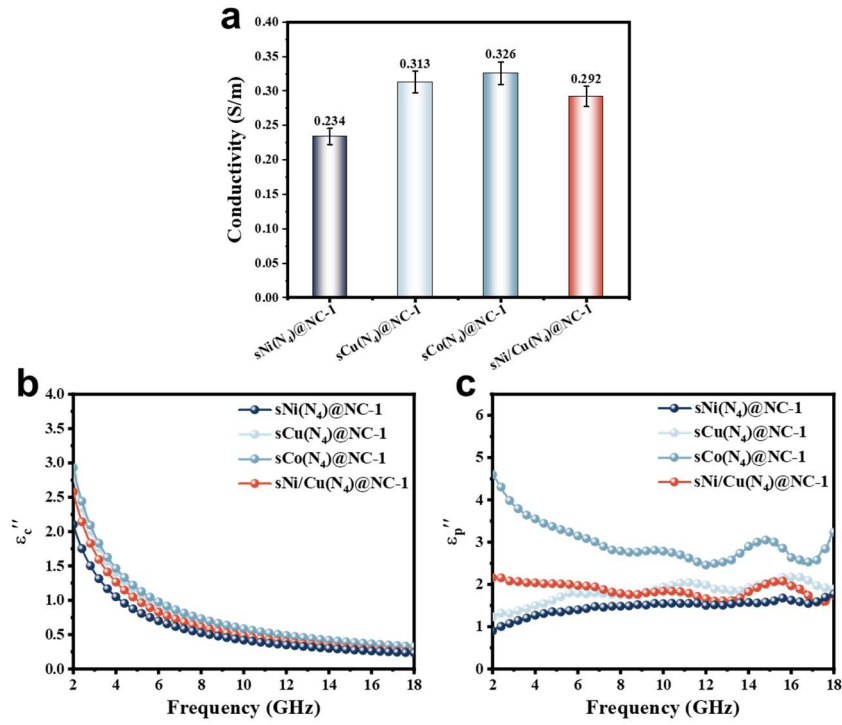 a
Conductivity (S/m)
0.40
0.35
0.30
0.25
0.20
0.15
0.10
0.05
0.00
0.234
0.313
0.326
0.292
sNi(N₄)@NC-1
sCu(N₄)@NC-1
sCo(N₄)@NC-1
sNi/Cu(N₄)@NC-1
b
εc″
4.0
3.5
3.0
2.5
2.0
1.5
1.0
0.5
0.0
sNi(N₄)@NC-1
sCu(N₄)@NC-1
sCo(N₄)@NC-1
sNi/Cu(N₄)@NC-1
2 4 6 8 10 12 14 16 18
Frequency (GHz)
c
εp″
6
5
4
3
2
1
0
sNi(N₄)@NC-1
sCu(N₄)@NC-1
sCo(N₄)@NC-1
sNi/Cu(N₄)@NC-1
2 4 6 8 10 12 14 16 18
Frequency (GHz)